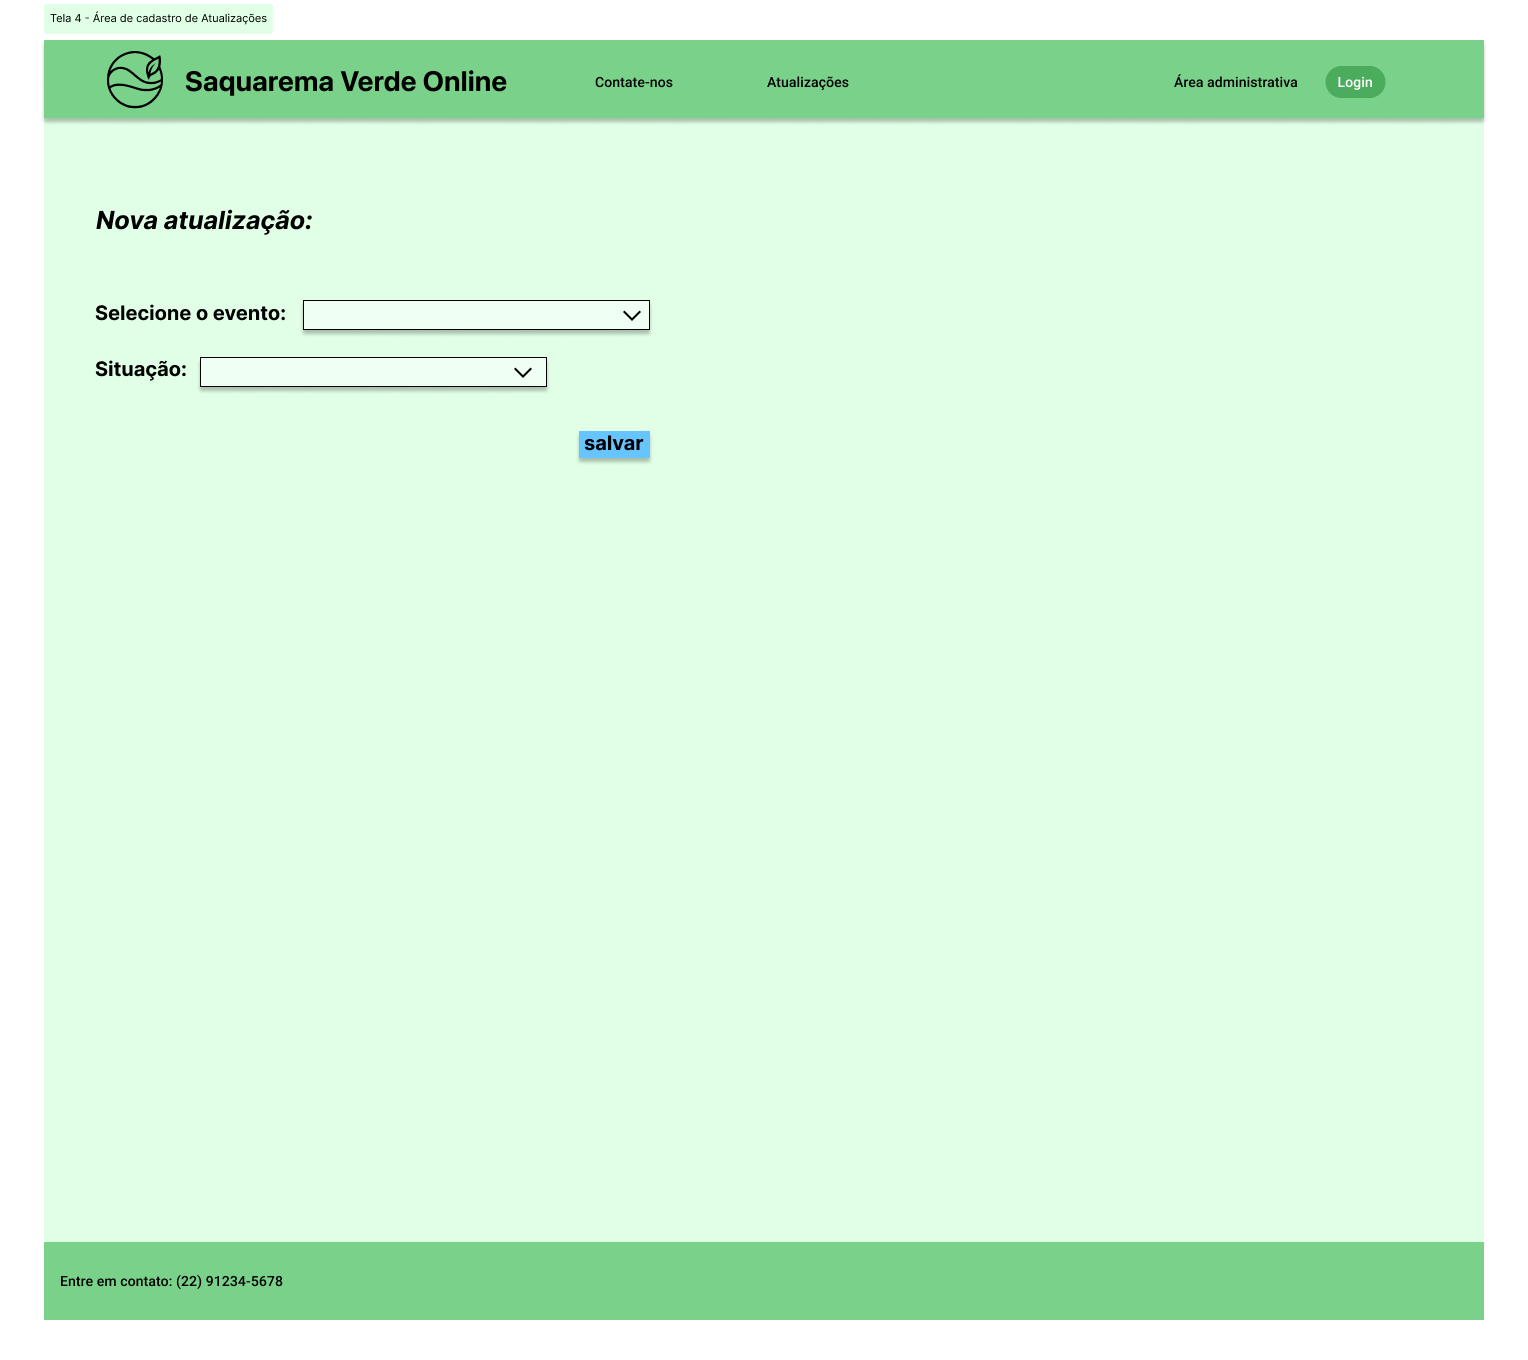 Tela 4 - Área de cadastro de Atualizações
Saquarema Verde Online
Contate-nos
Atualizações
Área administrativa
Login
Nova atualização:
Selecione o evento:
Situação:
salvar
Entre em contato: (22) 91234-5678